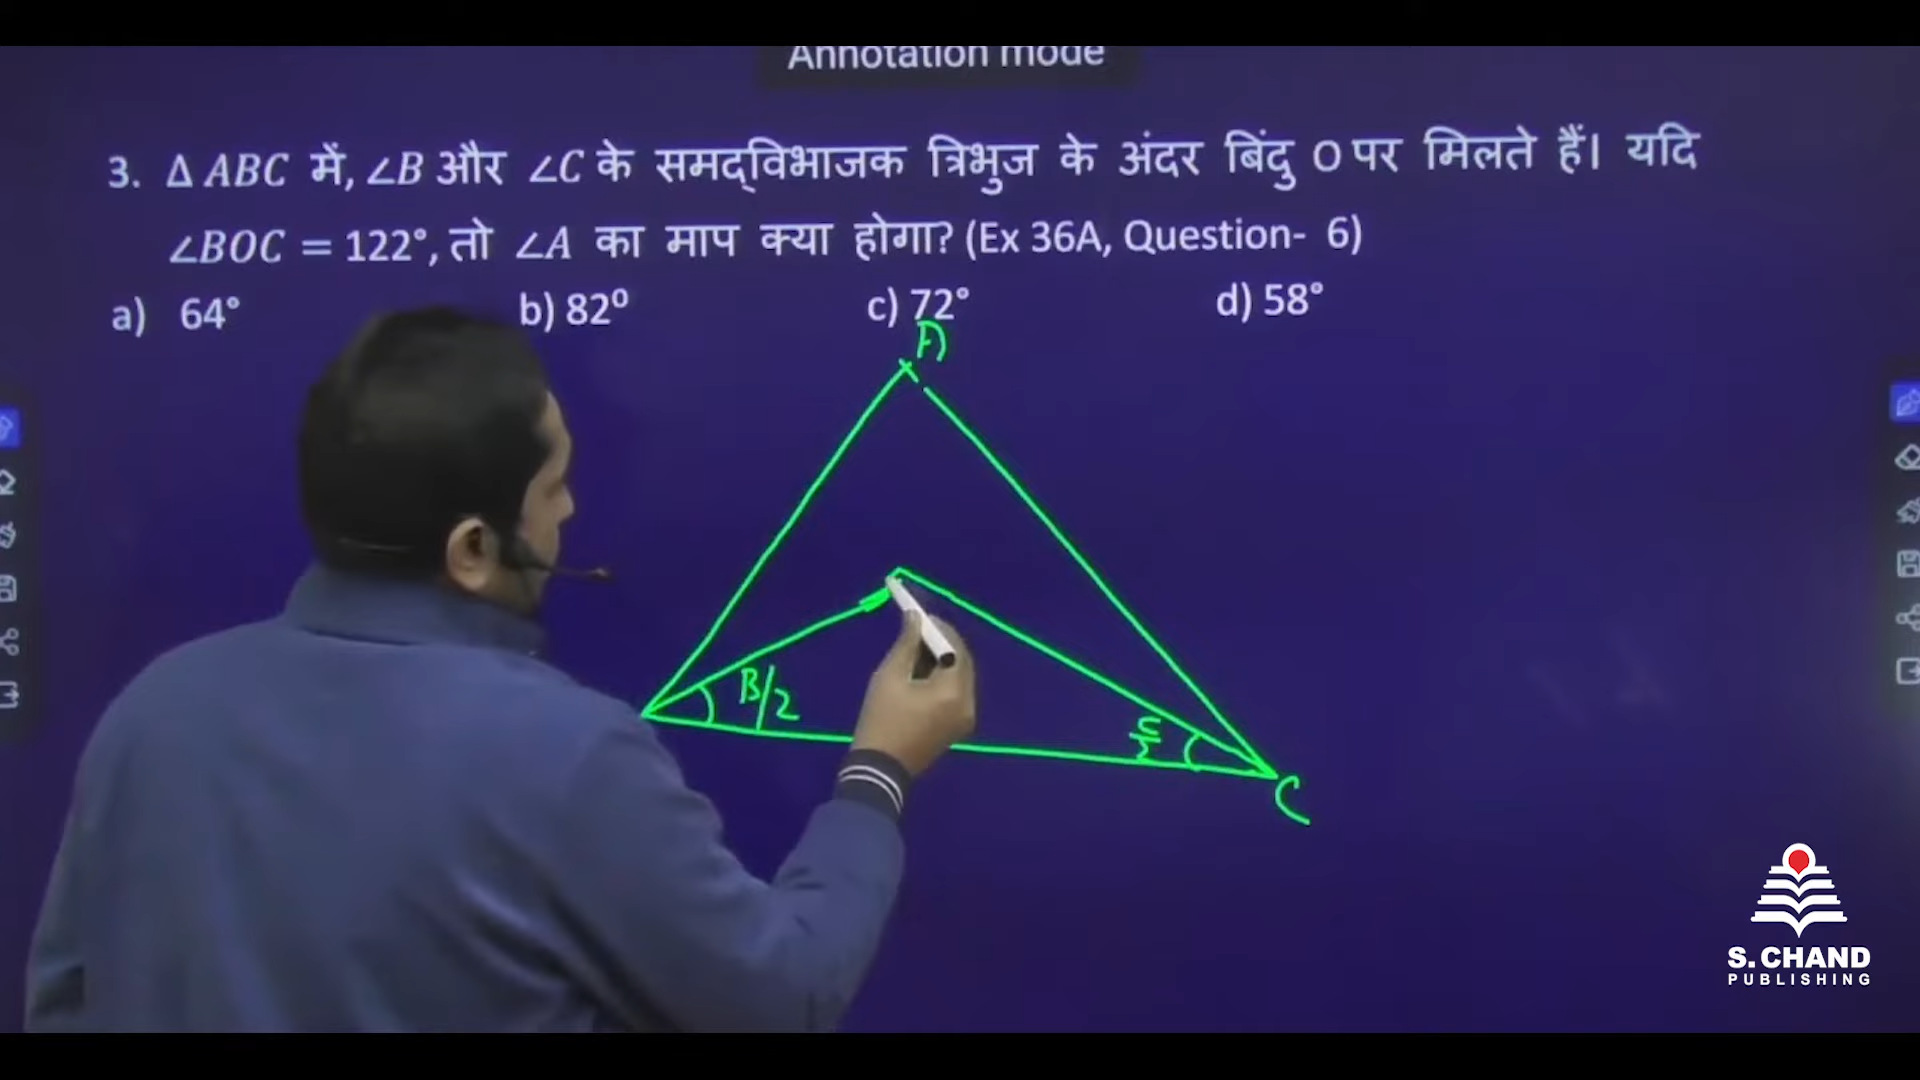 Annotation mode
3. Δ ABC में, ∠B और ∠C के समद्विभाजक त्रिभुज के अंदर बिंदु O पर मिलते हैं। यदि
∠BOC = 122°, तो ∠A का माप क्या होगा? (Ex 36A, Question- 6)
a) 64° b) 82⁰ c) 72° d) 58°
A
B/2
C/2
C
S. CHAND
PUBLISHING